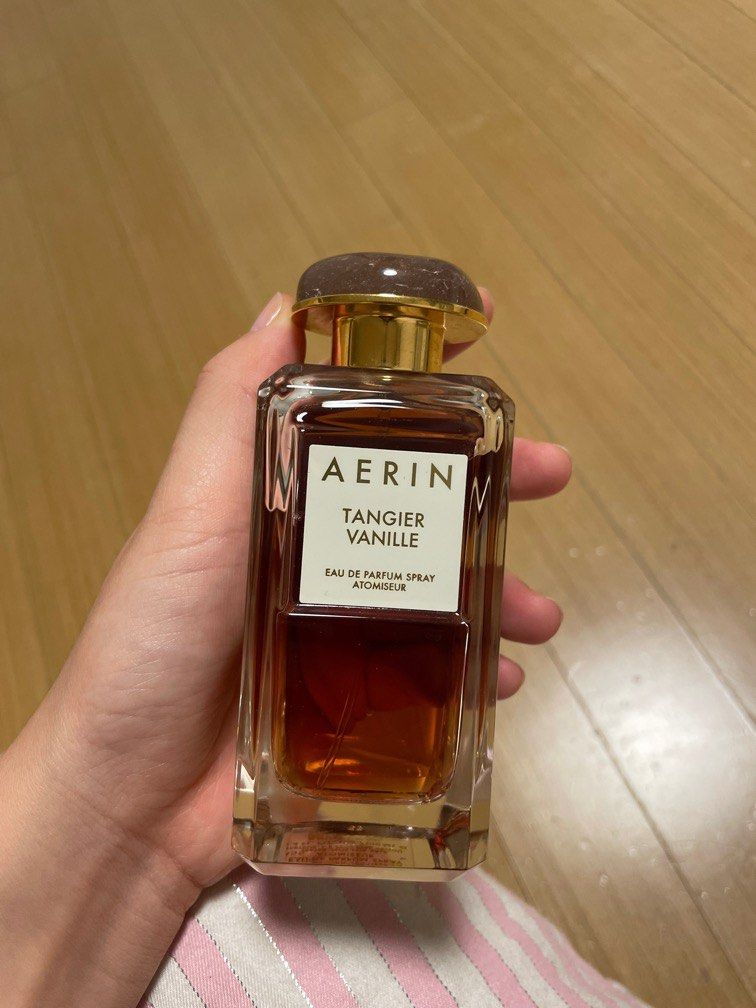 AERIN
TANGIER
VANILLE
EAU DE PARFUM SPRAY
ATOMISEUR